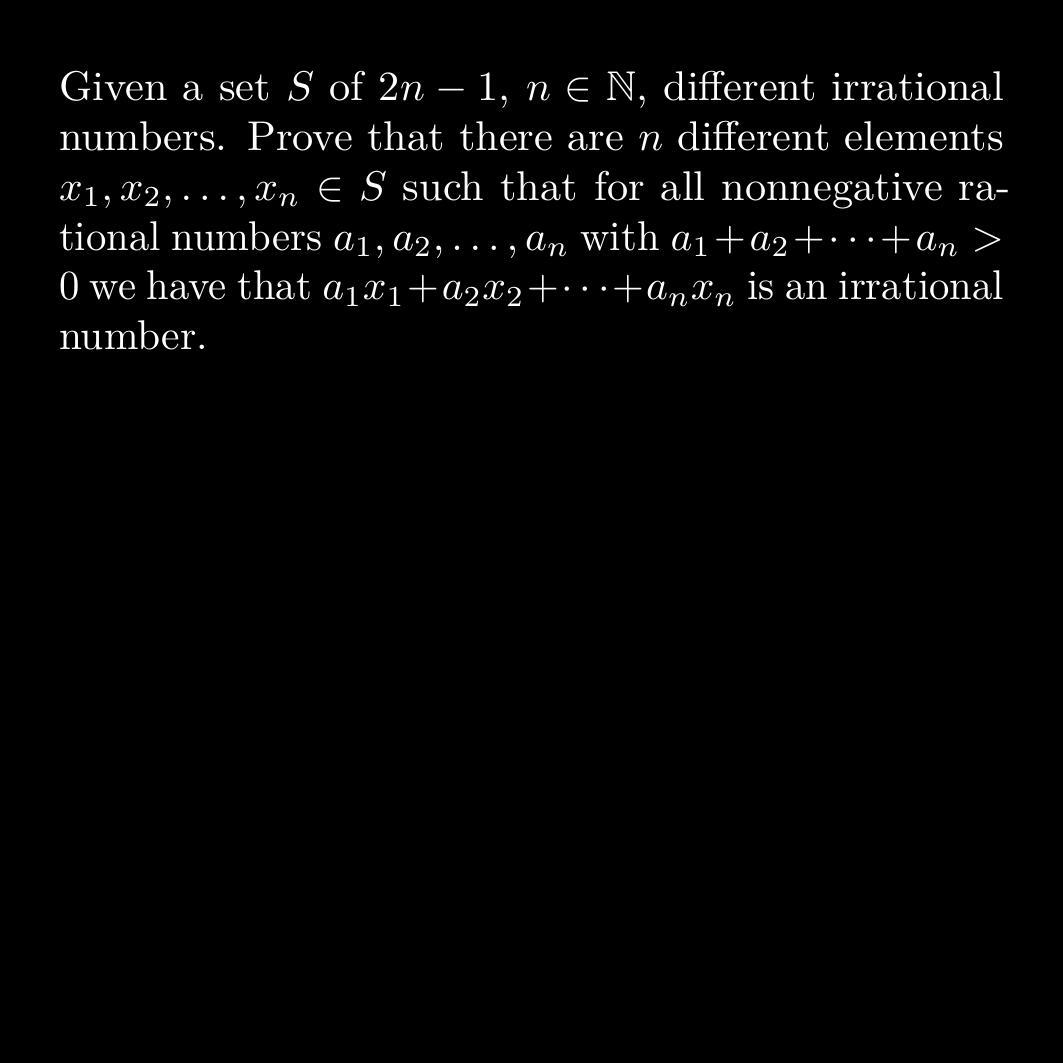 Given a set $S$ of $2n-1$, $n \in \mathbb{N}$, different irrational
numbers. Prove that there are $n$ different elements
$x_1, x_2, \ldots, x_n \in S$ such that for all nonnegative ra-
tional numbers $a_1, a_2, \ldots, a_n$ with $a_1 + a_2 + \cdots + a_n >$
$0$ we have that $a_1x_1 + a_2x_2 + \cdots + a_nx_n$ is an irrational
number.